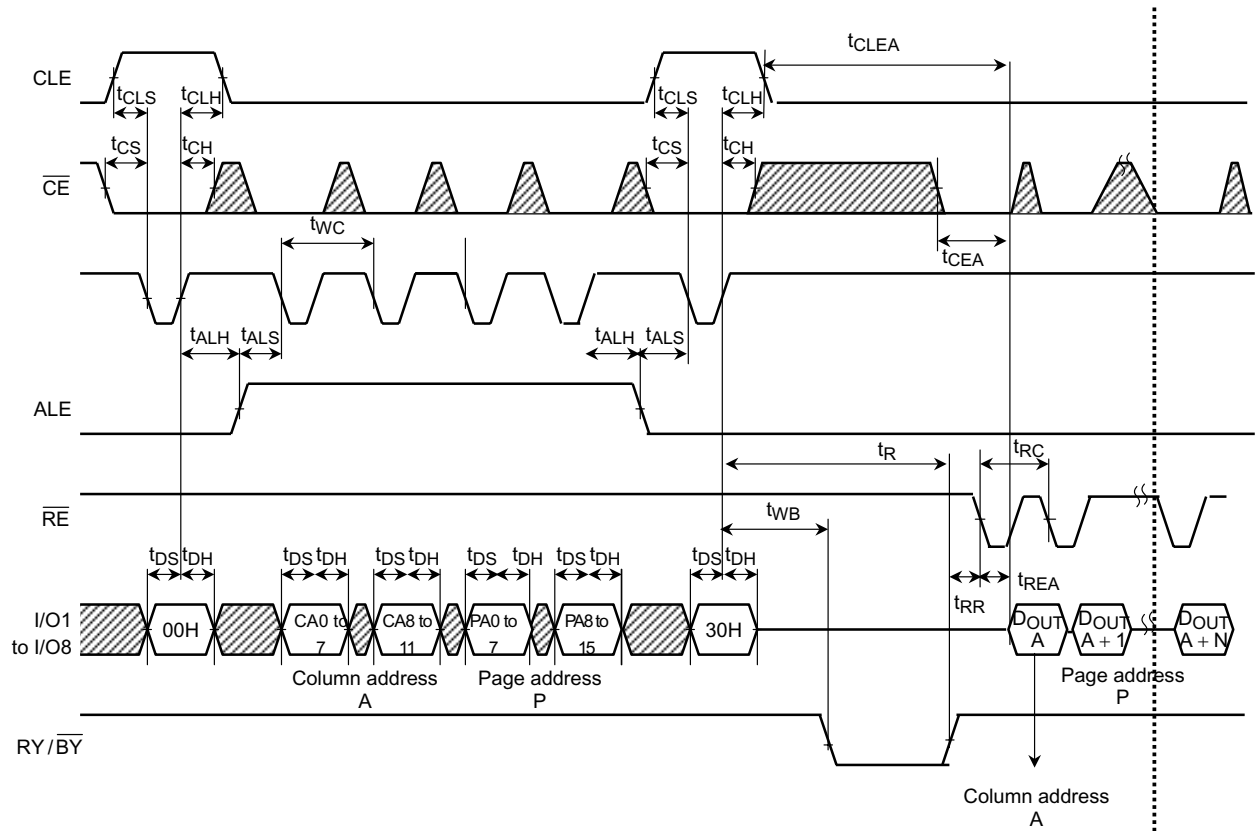 tCLEA
CLE
tCLS tCLH tCLS tCLH
tCS tCH tCS tCH
CE
tWC
tCEA
tALH tALS tALH tALS
ALE
tR tRC
RE
tWB
tDS tDH tDS tDH tDS tDH tDS tDH tDS tDH tDS tDH
tREA
tRR
I/O1
to I/O8
00H
CA0 to
7
CA8 to
11
PA0 to
7
PA8 to
15
30H
DOUT
A
DOUT
A + 1
DOUT
A + N
Column address
A
Page address
P
Page address
P
RY / BY
Column address
A